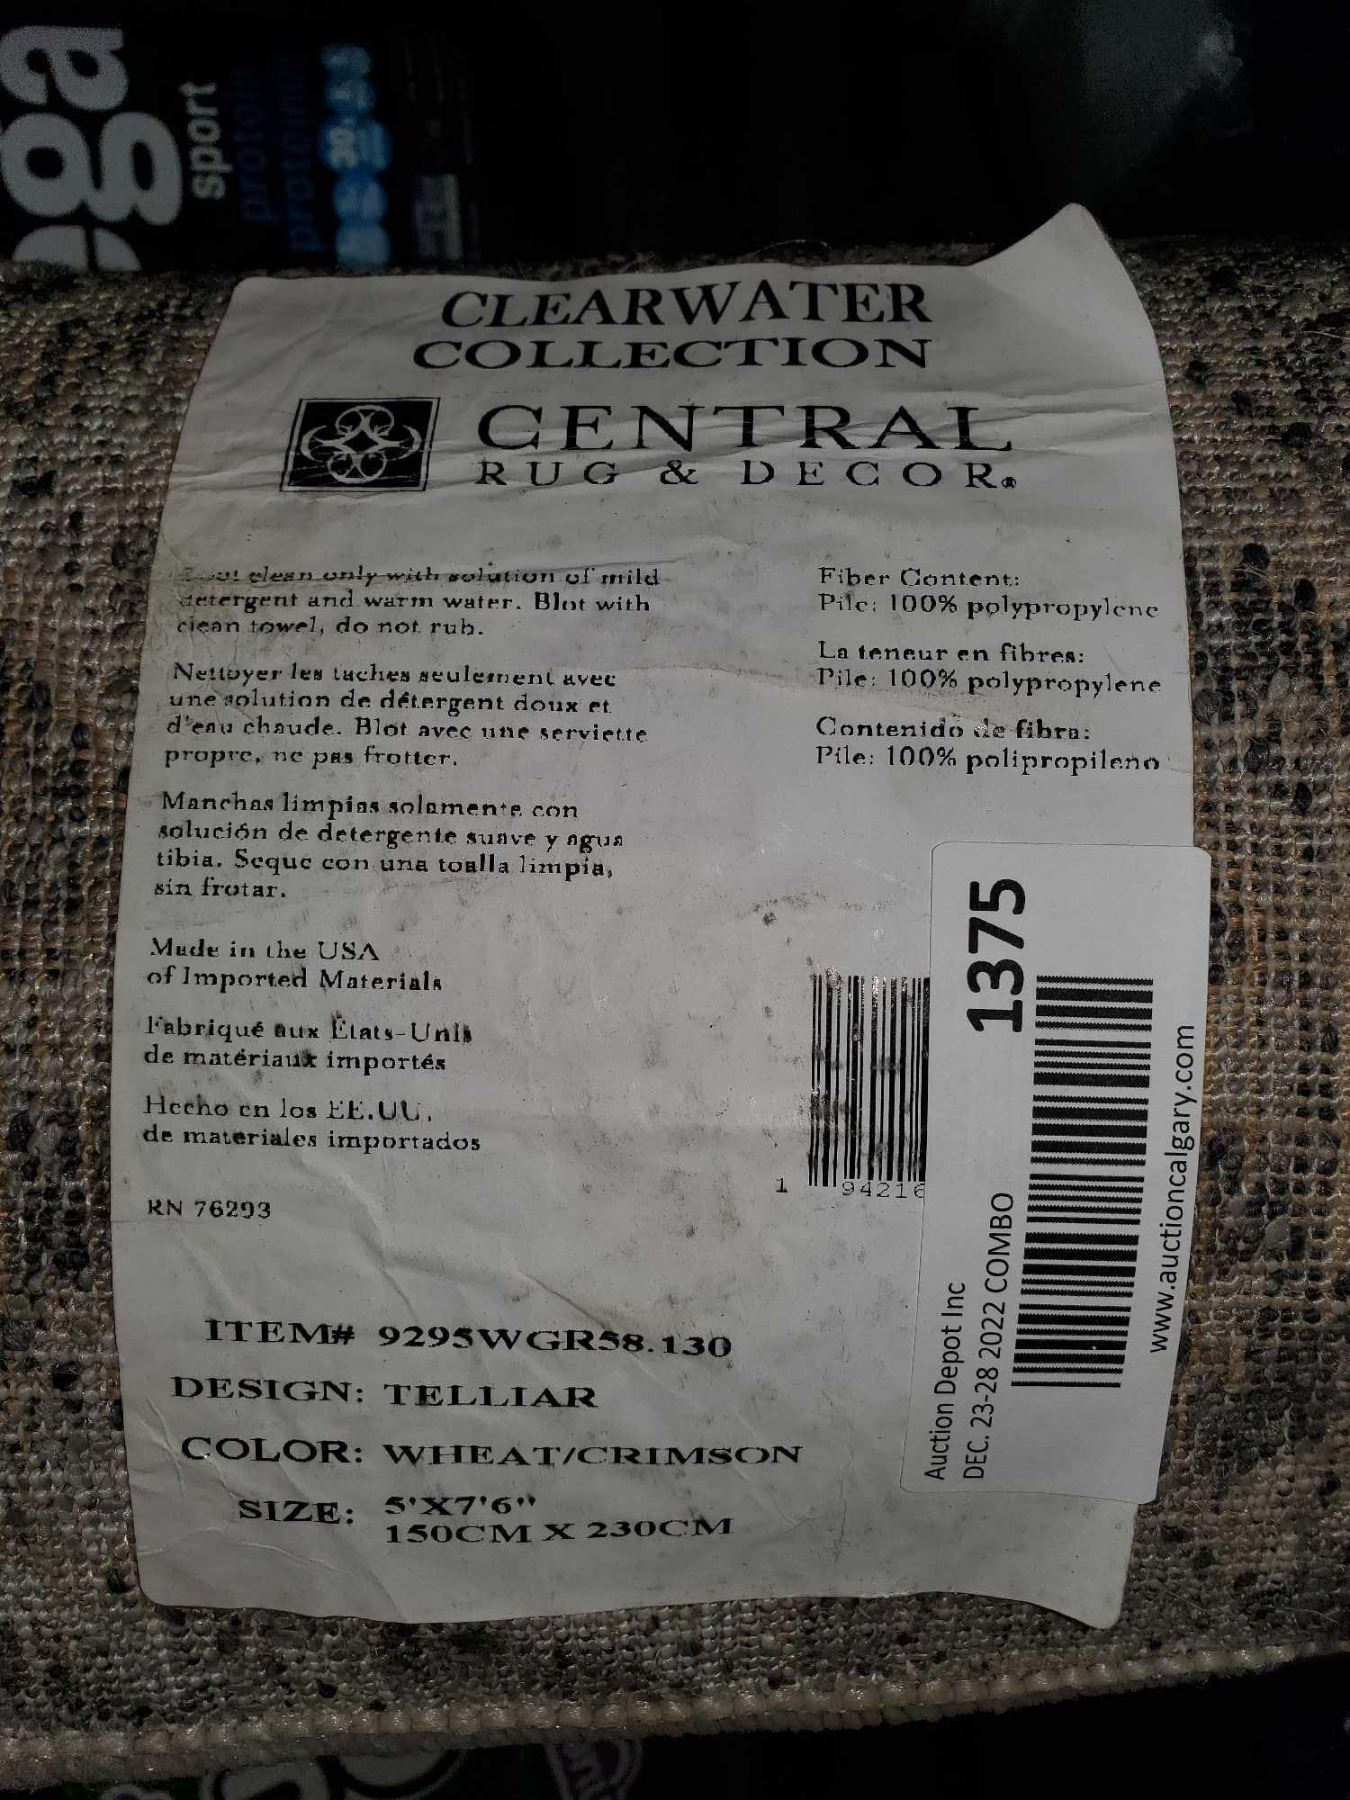 ega
sport
protein
protéine
CLEARWATER
COLLECTION
CENTRAL
RUG & DECOR®
Spot clean only with solution of mild
detergent and warm water. Blot with
clean towel, do not rub.
Nettoyer les taches seulement avec
une solution de détergent doux et
d'eau chaude. Blot avec une serviette
propre, ne pas frotter.
Manchas limpias solamente con
solución de detergente suave y agua
tibia. Seque con una toalla limpia,
sin frotar.
Made in the USA
of Imported Materials
Fabriqué aux États-Unis
de matériaux importés
Hecho en los EE.UU.
de materiales importados
RN 76293
Fiber Content:
Pile: 100% polypropylene
La teneur en fibres:
Pile: 100% polypropylene
Contenido de fibra:
Pile: 100% polipropileno
1 94216
ITEM# 9295WGR58.130
DESIGN: TELLIAR
COLOR: WHEAT/CRIMSON
SIZE: 5'X7'6"
150CM X 230CM
1375
Auction Depot Inc
DEC. 23-28 2022 COMBO
www.auctioncalgary.com